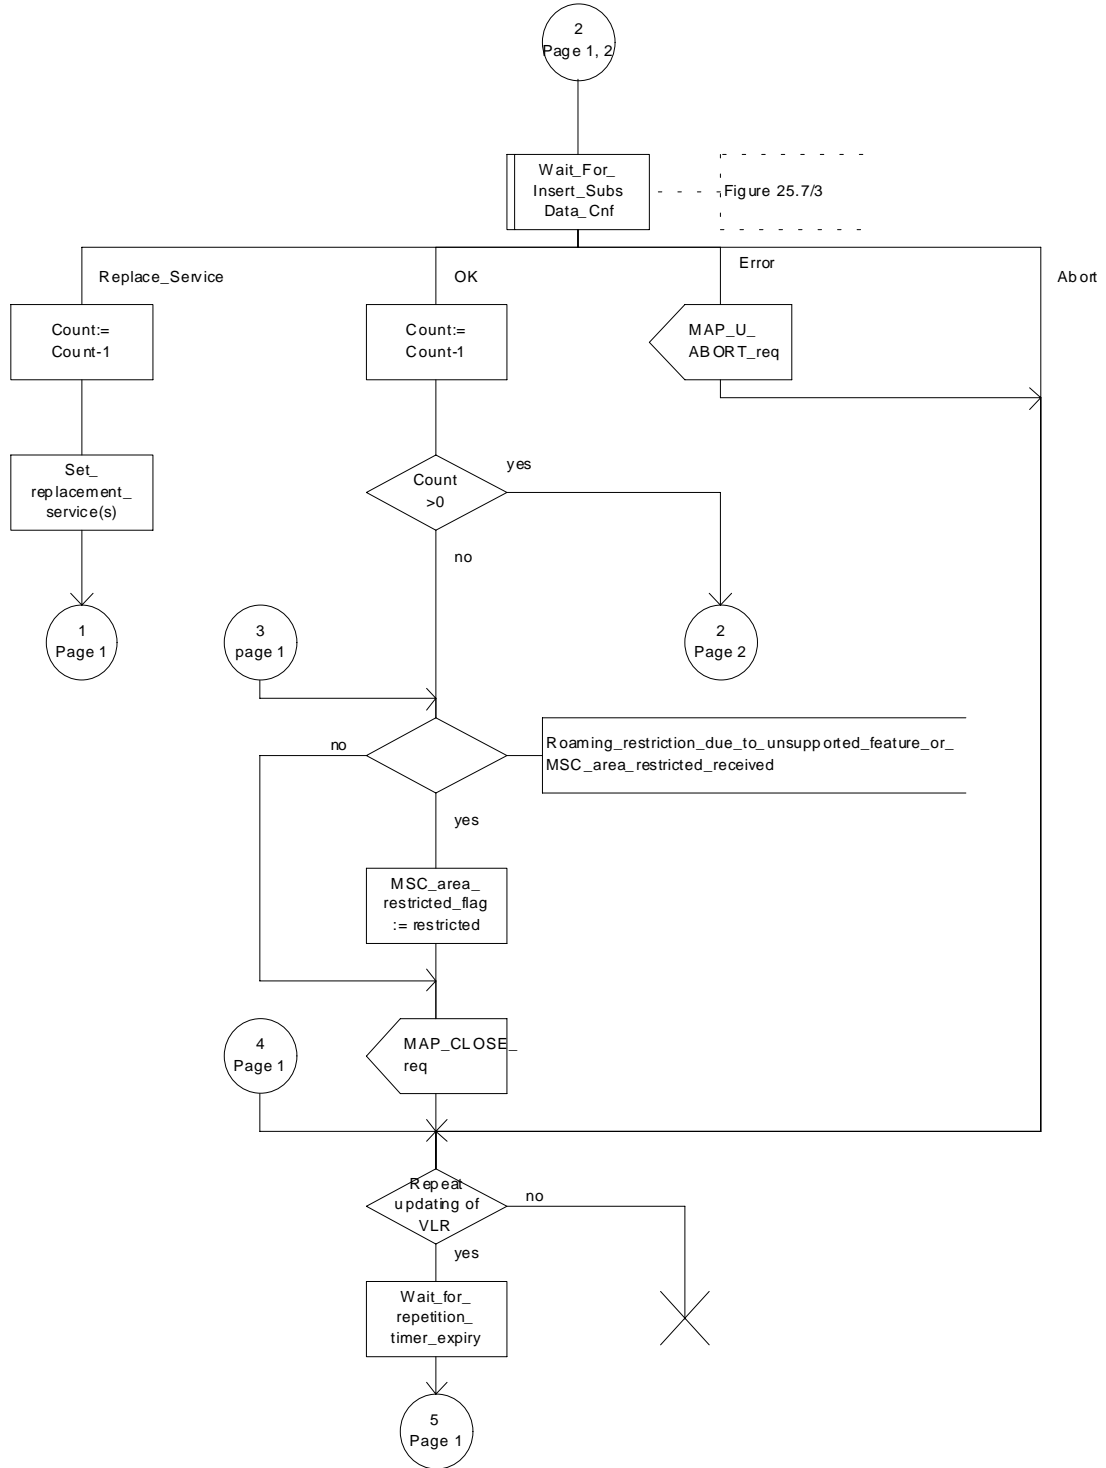 2
Page 1, 2
Wait_For_
Insert_Subs
Data_Cnf
Figure 25.7/3
Replace_Service
OK
Error
Abort
Count:=
Count-1
Count:=
Count-1
MAP_U_
ABORT_req
Set_
replacement_
service(s)
Count
>0
yes
no
1
Page 1
3
page 1
2
Page 2
no
Roaming_restriction_due_to_unsupported_feature_or_
MSC_area_restricted_received
yes
MSC_area_
restricted_flag
:= restricted
4
Page 1
MAP_CLOSE_
req
Repeat
updating of
VLR
no
yes
Wait_for_
repetition_
timer_expiry
5
Page 1